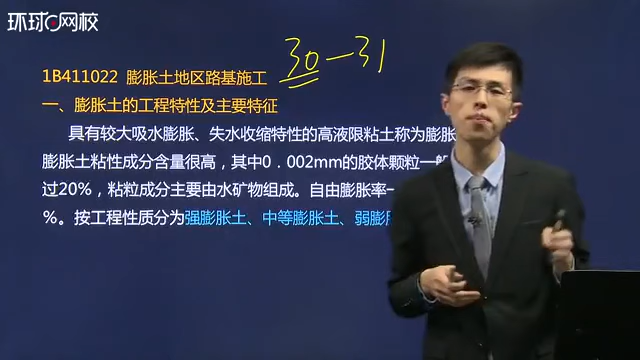 环球网校
30-31
1B411022 膨胀土地区路基施工
一、膨胀土的工程特性及主要特征
具有较大吸水膨胀、失水收缩特性的高液限粘土称为膨胀
膨胀土粘性成分含量很高，其中0．002mm的胶体颗粒一般
过20%，粘粒成分主要由水矿物组成。自由膨胀率一
%。按工程性质分为强膨胀土、中等膨胀土、弱膨